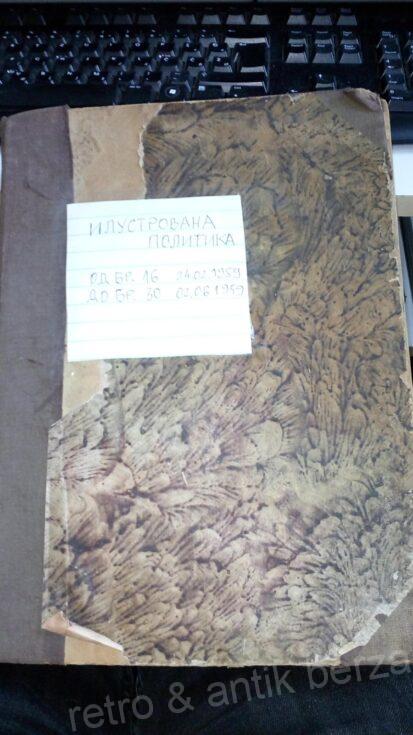 ИЛУСТРОВАНА
ПОЛИТИКА
ОД БР. 16 24.02.1959
ДО БР. 30 02.06.1959
retro & antik berza